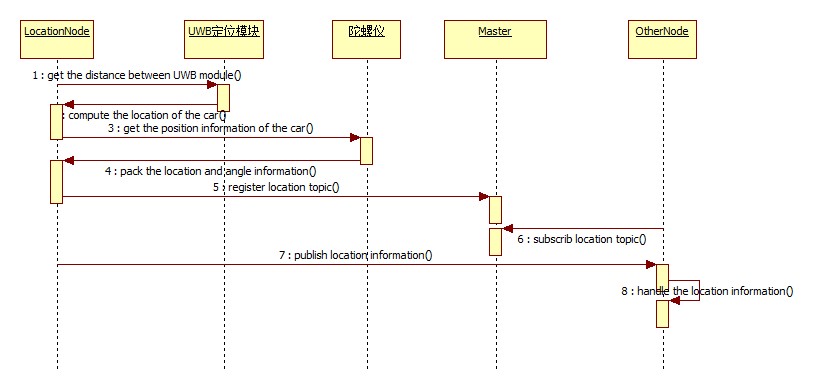 LocationNode
UWB定位模块
陀螺仪
Master
OtherNode
1 : get the distance between UWB module()
: compute the location of the car()
3 : get the position information of the car()
4 : pack the location and angle information()
5 : register location topic()
6 : subscrib location topic()
7 : publish location information()
8 : handle the location information()